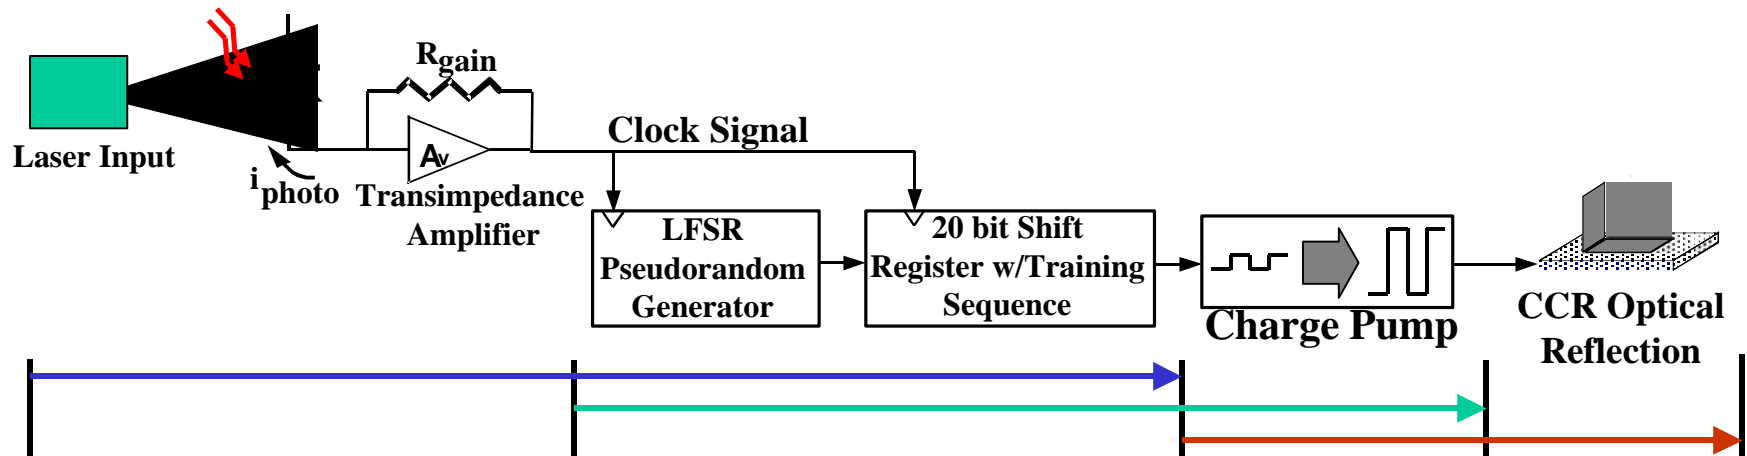 Laser Input
iphoto
Rgain
Av
Transimpedance
Amplifier
Clock Signal
LFSR
Pseudorandom
Generator
20 bit Shift
Register w/Training
Sequence
Charge Pump
CCR Optical
Reflection